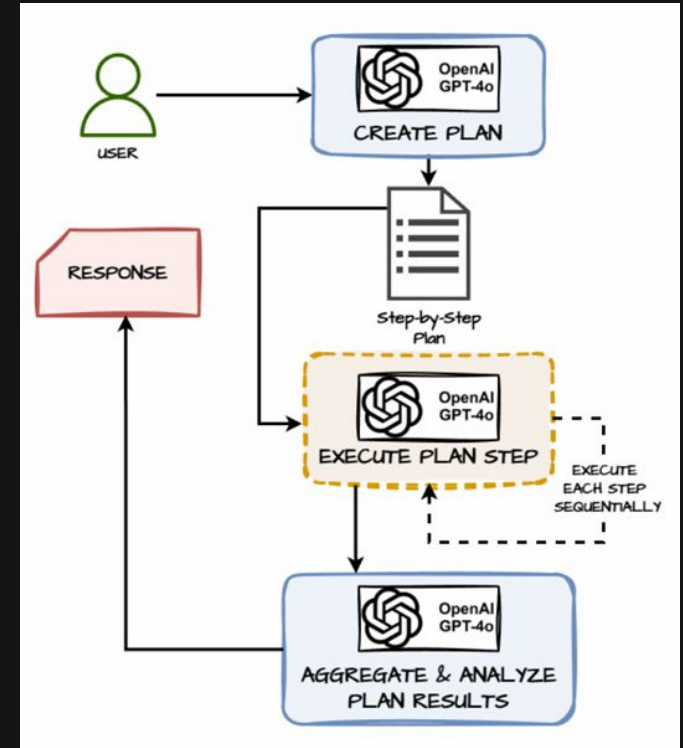 OpenAI
GPT-4o
CREATE PLAN
USER
RESPONSE
Step-by-Step
Plan
OpenAI
GPT-4o
EXECUTE PLAN STEP
EXECUTE
EACH STEP
SEQUENTIALLY
OpenAI
GPT-4o
AGGREGATE & ANALYZE
PLAN RESULTS